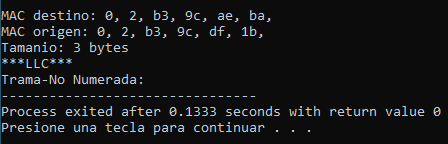 MAC destino: 0, 2, b3, 9c, ae, ba,
MAC origen: 0, 2, b3, 9c, df, 1b,
Tamanio: 3 bytes
***LLC***
Trama-No Numerada:
--------------------------------
Process exited after 0.1333 seconds with return value 0
Presione una tecla para continuar . . .